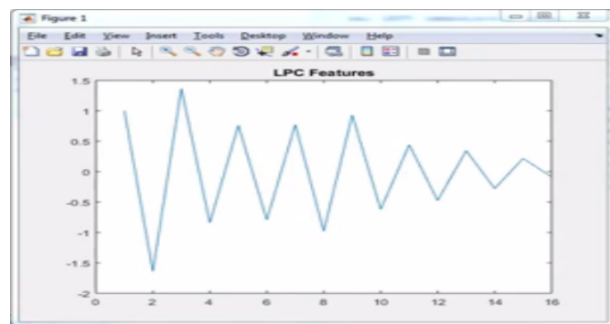 Figure 1
File Edit View Insert Tools Desktop Window Help
LPC Features
1.5
1
0.5
0
-0.5
-1
-1.5
-2
0 2 4 6 8 10 12 14 16